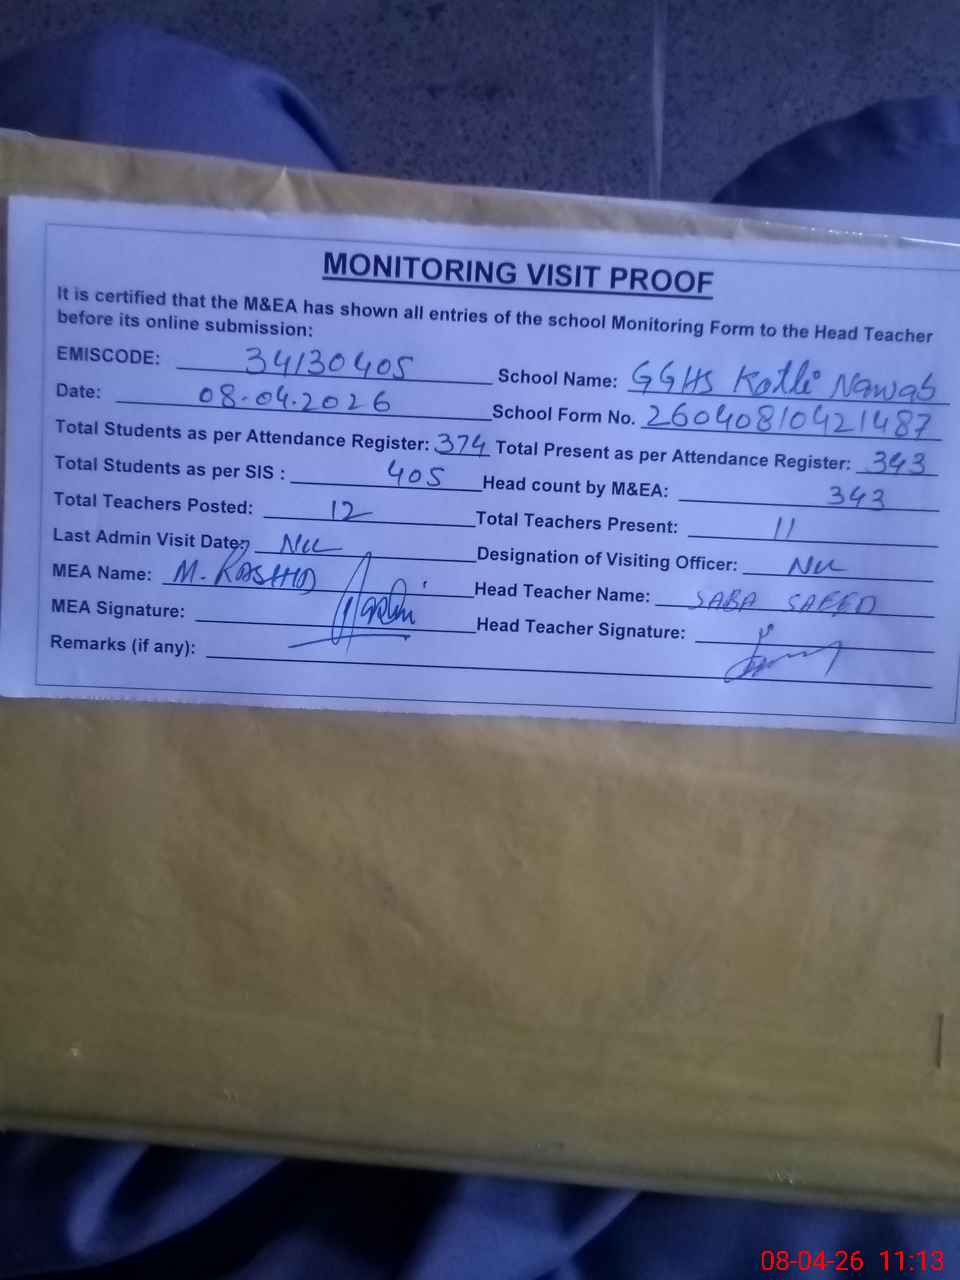 MONITORING VISIT PROOF
It is certified that the M&EA has shown all entries of the school Monitoring Form to the Head Teacher
before its online submission:
EMISCODE: 34130405 School Name: GGHS Kotli Nawab
Date: 08.04.2026 School Form No. 26040810421487
Total Students as per Attendance Register: 374 Total Present as per Attendance Register: 343
Total Students as per SIS : 405 Head count by M&EA: 343
Total Teachers Posted: 12 Total Teachers Present: 11
Last Admin Visit Date: Nil Designation of Visiting Officer: Nil
MEA Name: M. RASHID Head Teacher Name: SABA SAEED
MEA Signature: Head Teacher Signature:
Remarks (if any):
08-04-26 11:13